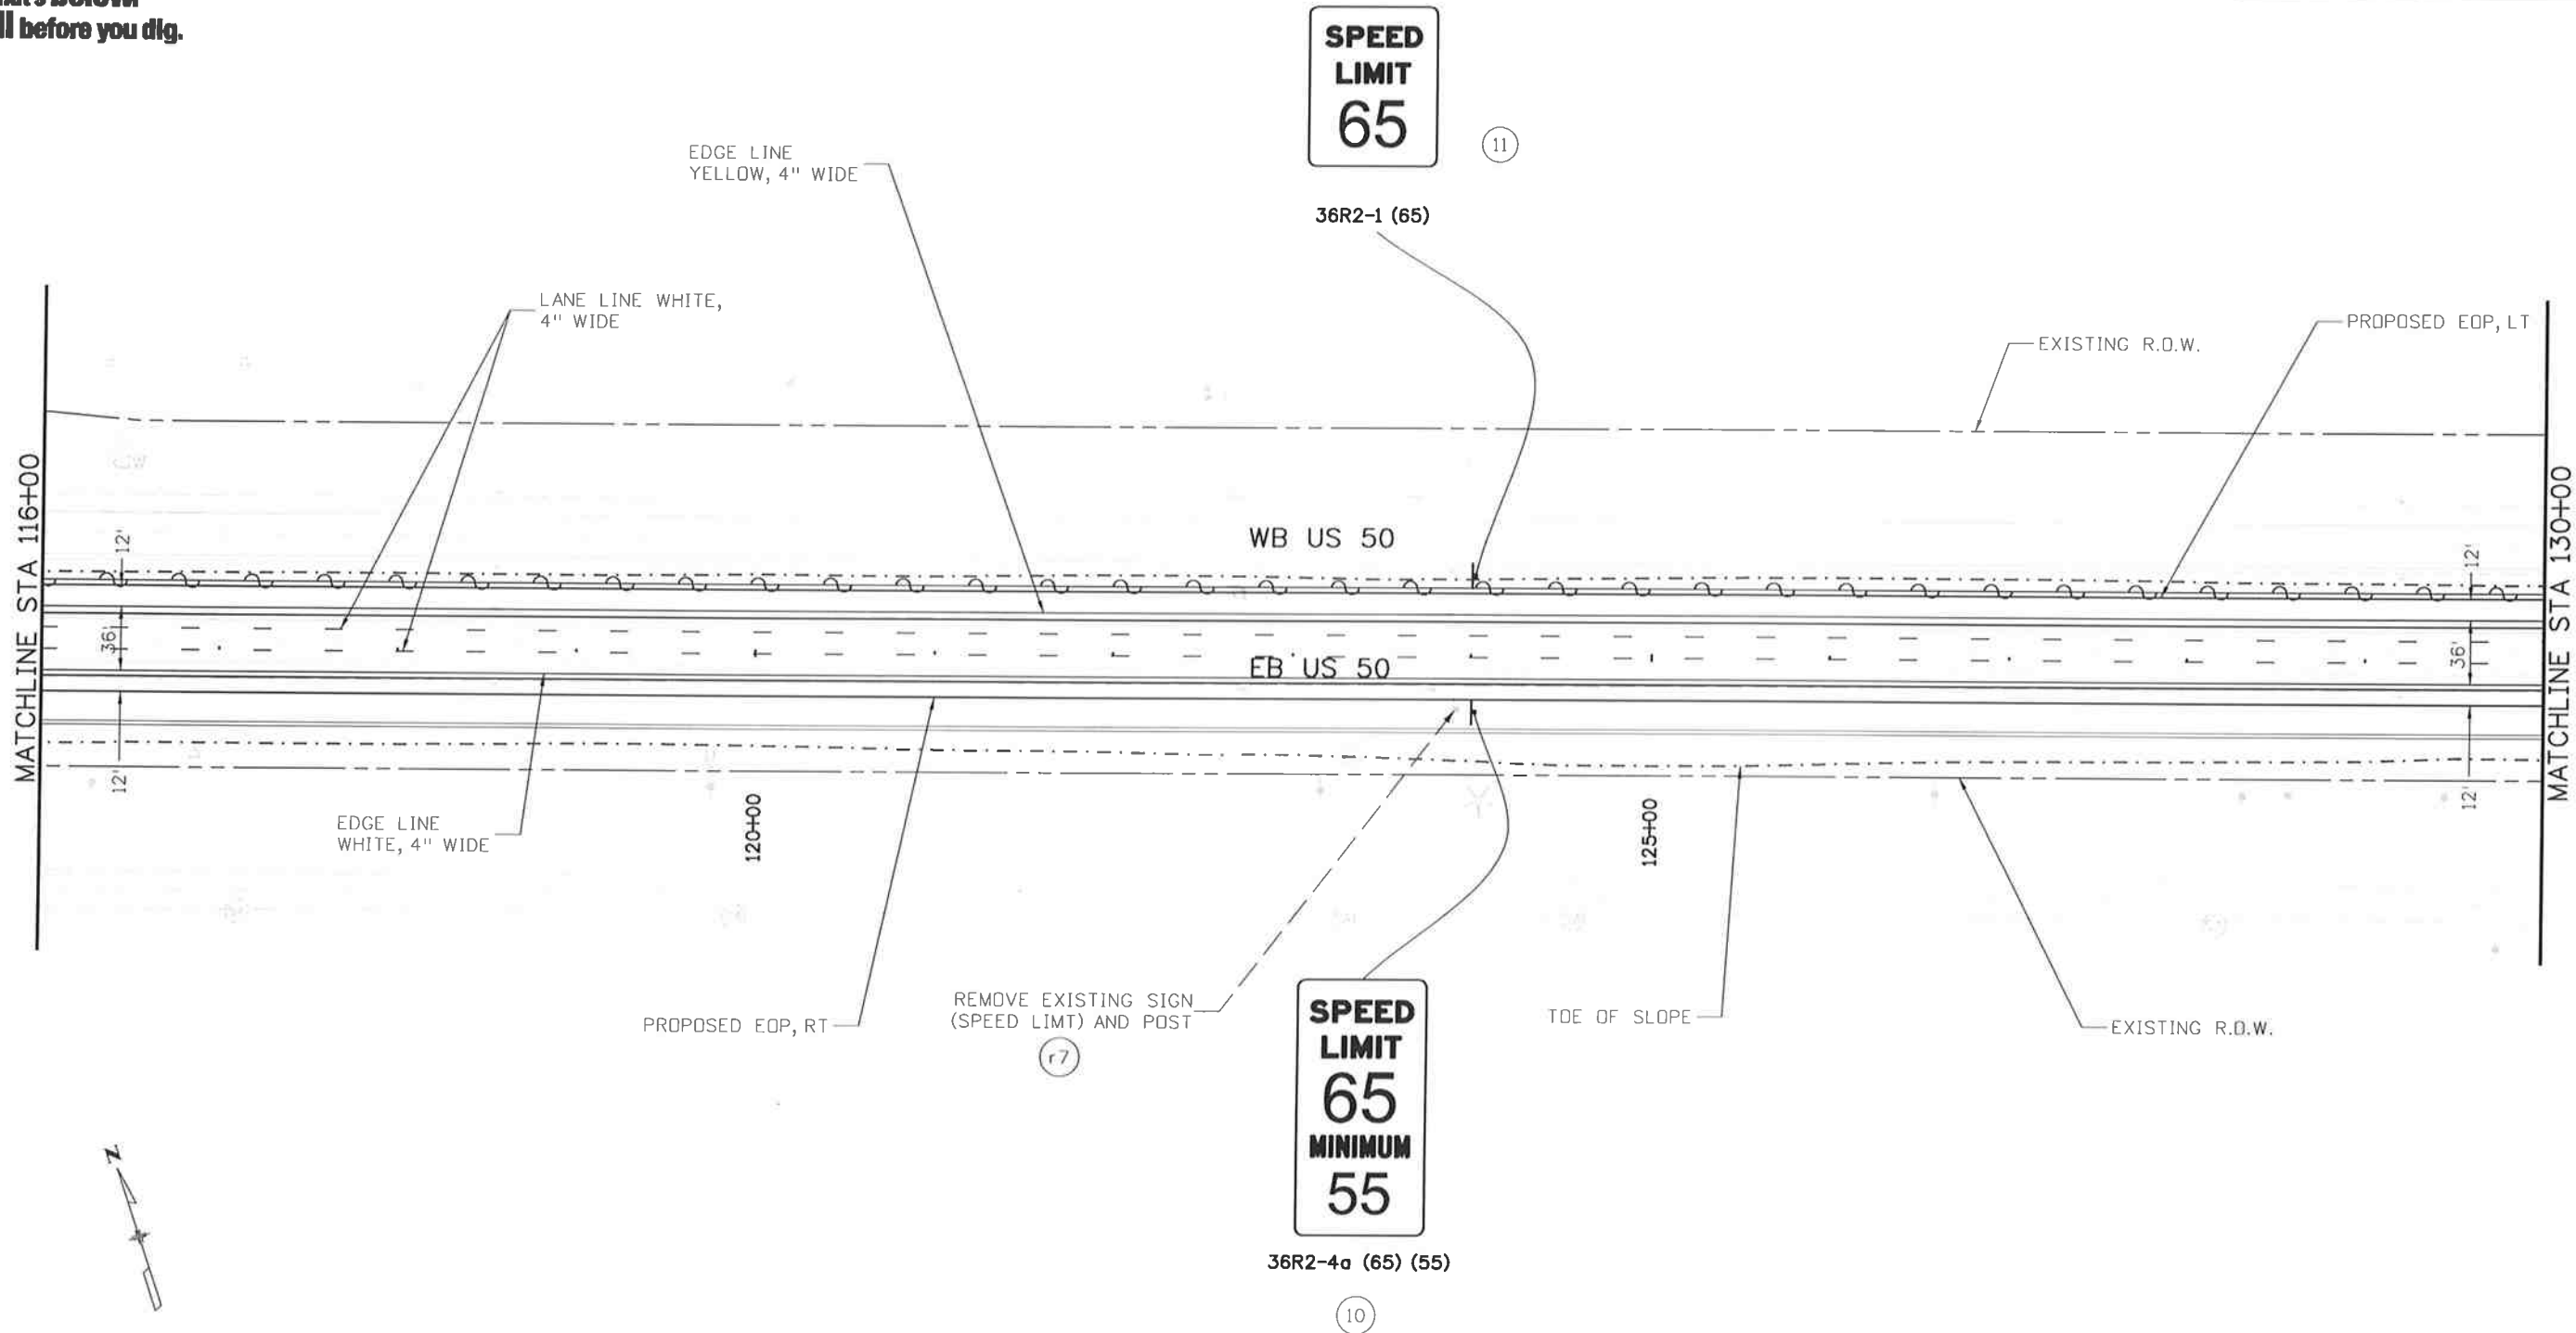 ll before you dig.
SPEED
LIMIT
65
11
36R2-1 (65)
EDGE LINE
YELLOW, 4" WIDE
LANE LINE WHITE,
4" WIDE
PROPOSED EOP, LT
EXISTING R.O.W.
MATCHLINE STA 116+00
MATCHLINE STA 130+00
12'
36'
12'
WB US 50
EB US 50
12'
36'
12'
120+00
125+00
EDGE LINE
WHITE, 4" WIDE
PROPOSED EOP, RT
REMOVE EXISTING SIGN
(SPEED LIMT) AND POST
r7
TOE OF SLOPE
EXISTING R.O.W.
SPEED
LIMIT
65
MINIMUM
55
36R2-4a (65) (55)
10
N